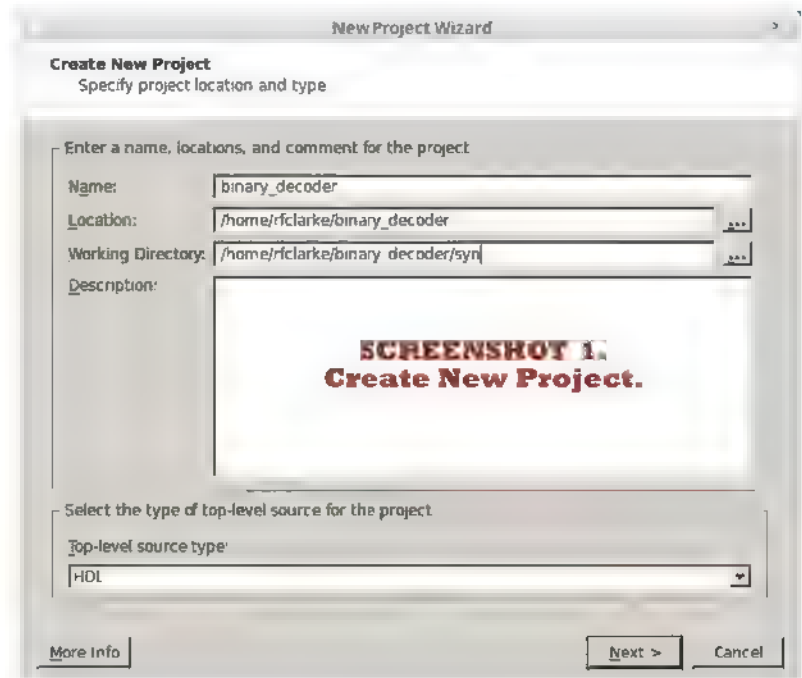 New Project Wizard
Create New Project
Specify project location and type
Enter a name, locations, and comment for the project
Name: binary_decoder
Location: /home/rfclarke/binary_decoder ...
Working Directory: /home/rfclarke/binary_decoder/syn ...
Description:
SCREENSHOT 1.
Create New Project.
Select the type of top-level source for the project
Top-level source type:
HDL
More Info Next > Cancel